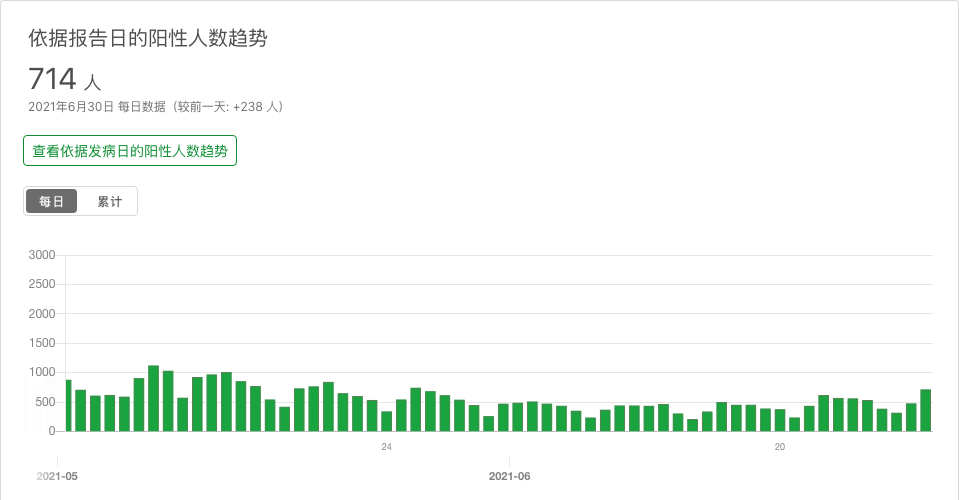 依据报告日的阳性人数趋势
714 人
2021年6月30日 每日数据（较前一天: +238 人）
查看依据发病日的阳性人数趋势
每日 累计
3000
2500
2000
1500
1000
500
0
24 20
2021-05 2021-06